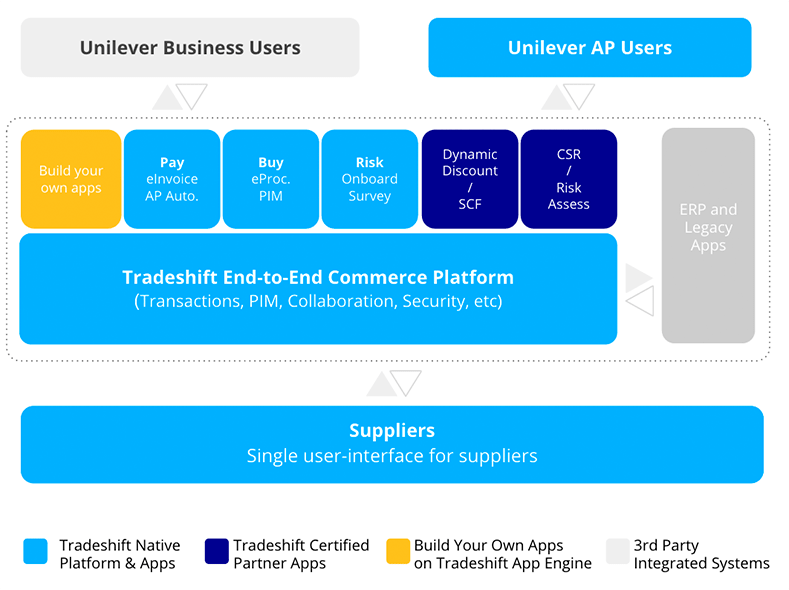 Unilever Business Users
Unilever AP Users
Build your
own apps
Pay
eInvoice
AP Auto.
Buy
eProc.
PIM
Risk
Onboard
Survey
Dynamic
Discount
/
SCF
CSR
/
Risk
Assess
ERP and
Legacy
Apps
Tradeshift End-to-End Commerce Platform
(Transactions, PIM, Collaboration, Security, etc)
Suppliers
Single user-interface for suppliers
Tradeshift Native
Platform & Apps
Tradeshift Certified
Partner Apps
Build Your Own Apps
on Tradeshift App Engine
3rd Party
Integrated Systems